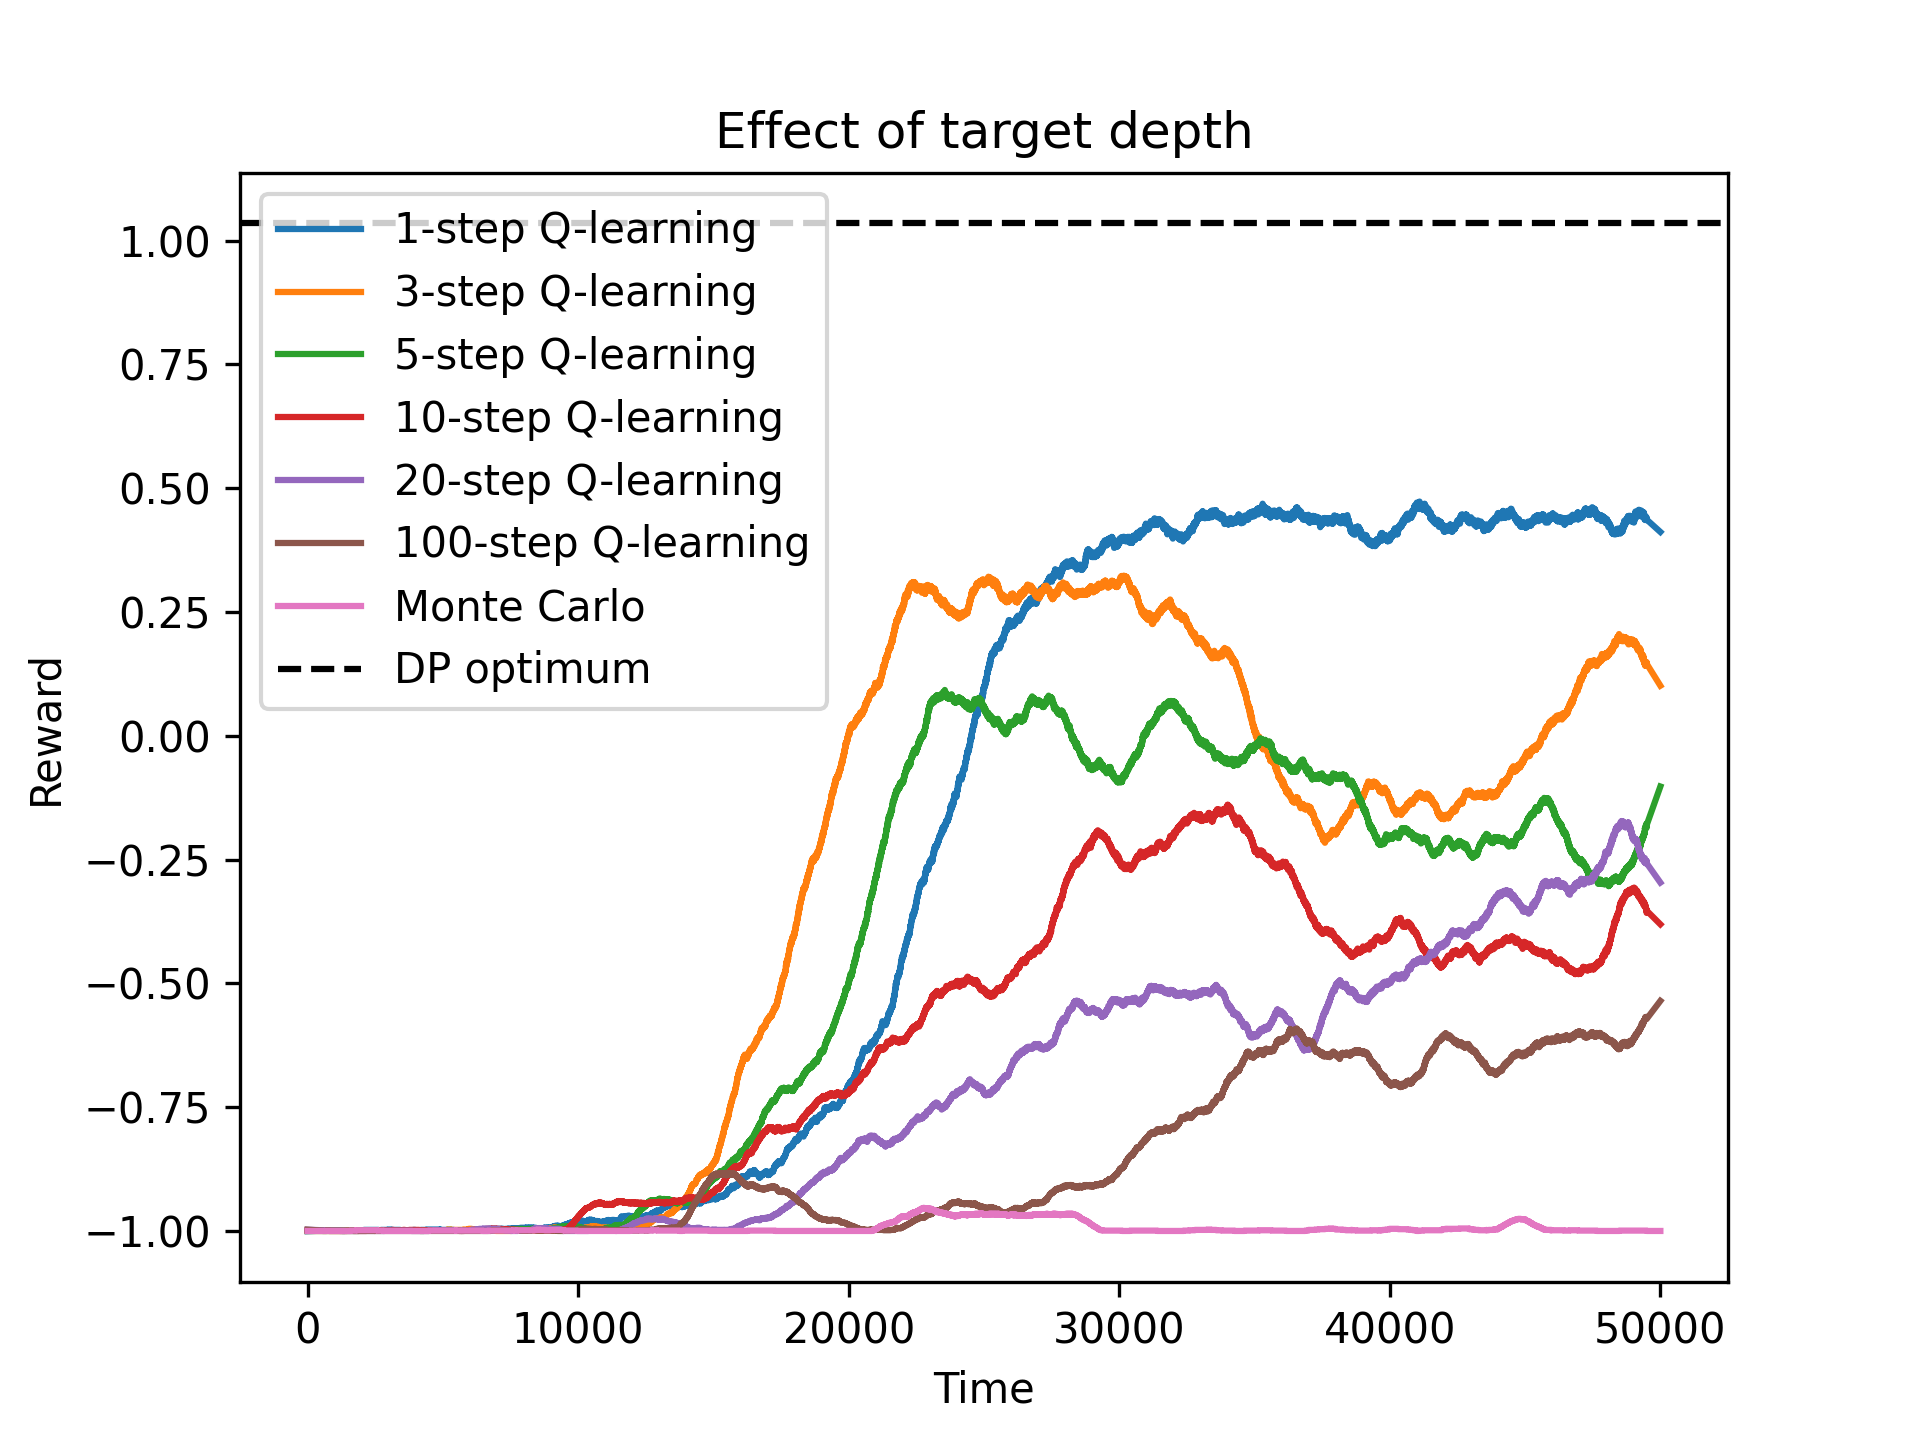 Effect of target depth
1-step Q-learning
3-step Q-learning
5-step Q-learning
10-step Q-learning
20-step Q-learning
100-step Q-learning
Monte Carlo
DP optimum
Reward
1.00
0.75
0.50
0.25
0.00
−0.25
−0.50
−0.75
−1.00
0 10000 20000 30000 40000 50000
Time